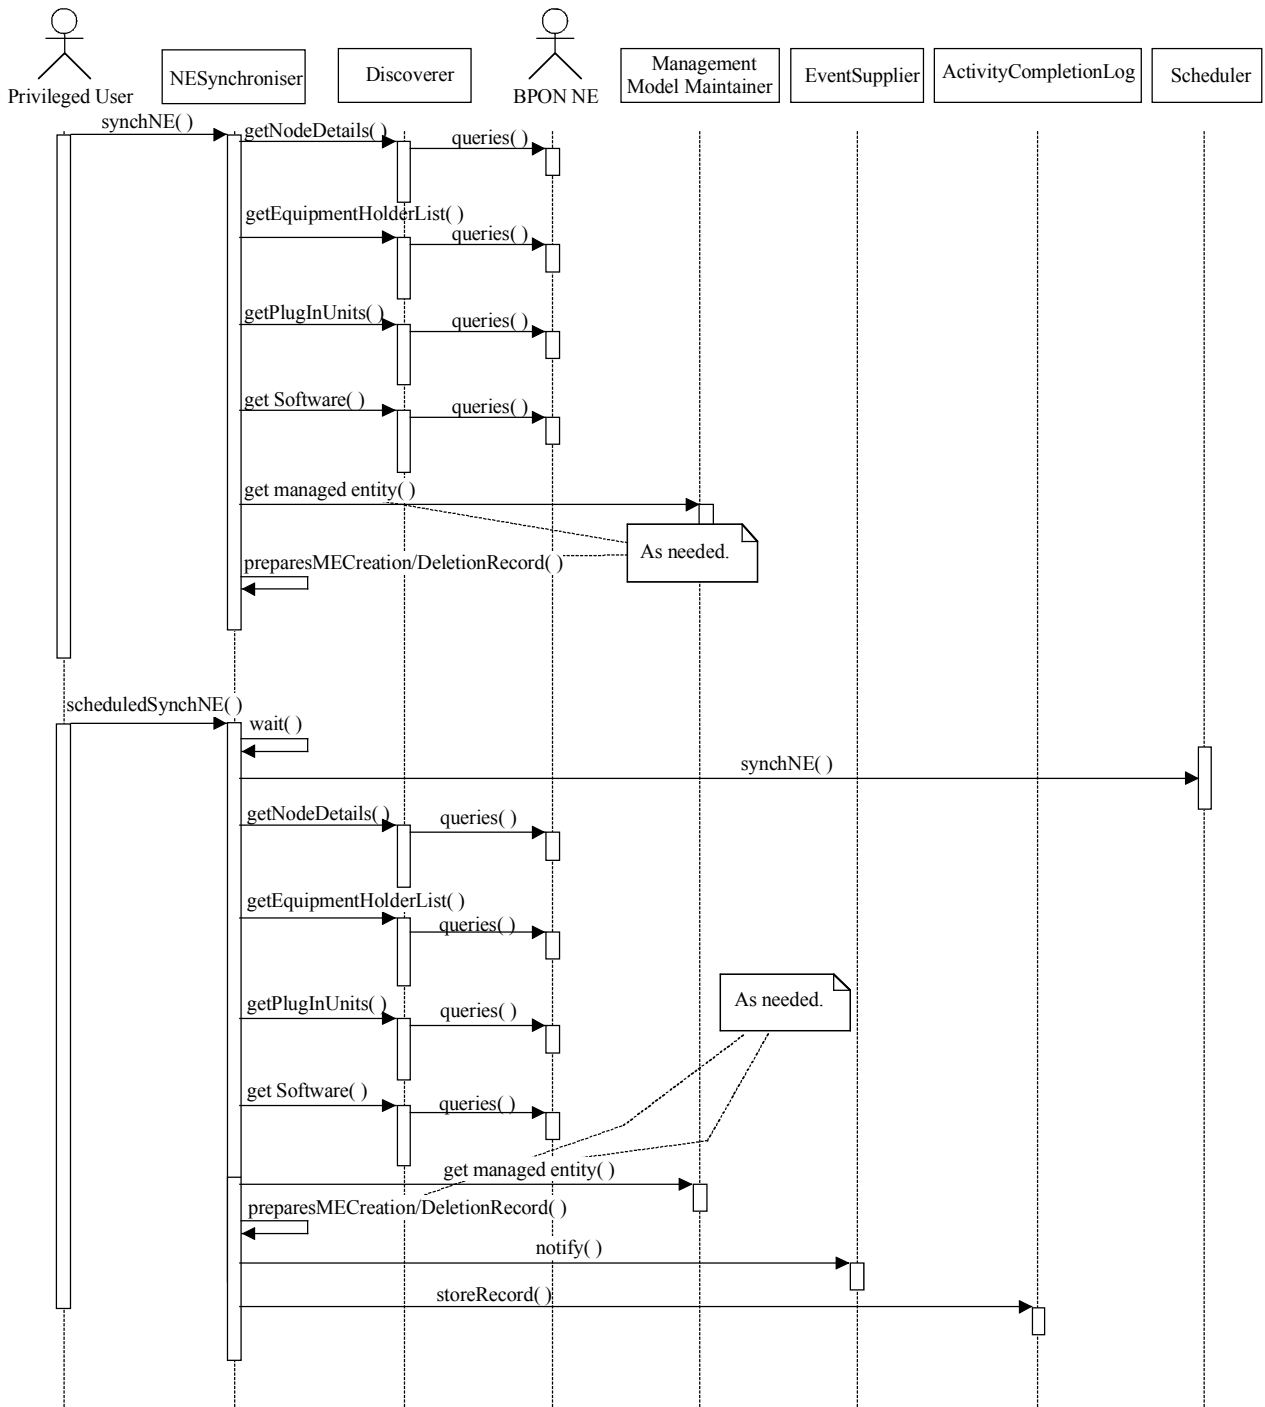 Privileged User
NESynchroniser
Discoverer
BPON NE
Management
Model Maintainer
EventSupplier
ActivityCompletionLog
Scheduler
synchNE( )
getNodeDetails( )
queries( )
getEquipmentHolderList( )
queries( )
getPlugInUnits( )
queries( )
get Software( )
queries( )
get managed entity( )
As needed.
preparesMECreation/DeletionRecord( )
scheduledSynchNE( )
wait( )
synchNE( )
getNodeDetails( )
queries( )
getEquipmentHolderList( )
queries( )
As needed.
getPlugInUnits( )
queries( )
get Software( )
queries( )
get managed entity( )
preparesMECreation/DeletionRecord( )
notify( )
storeRecord( )